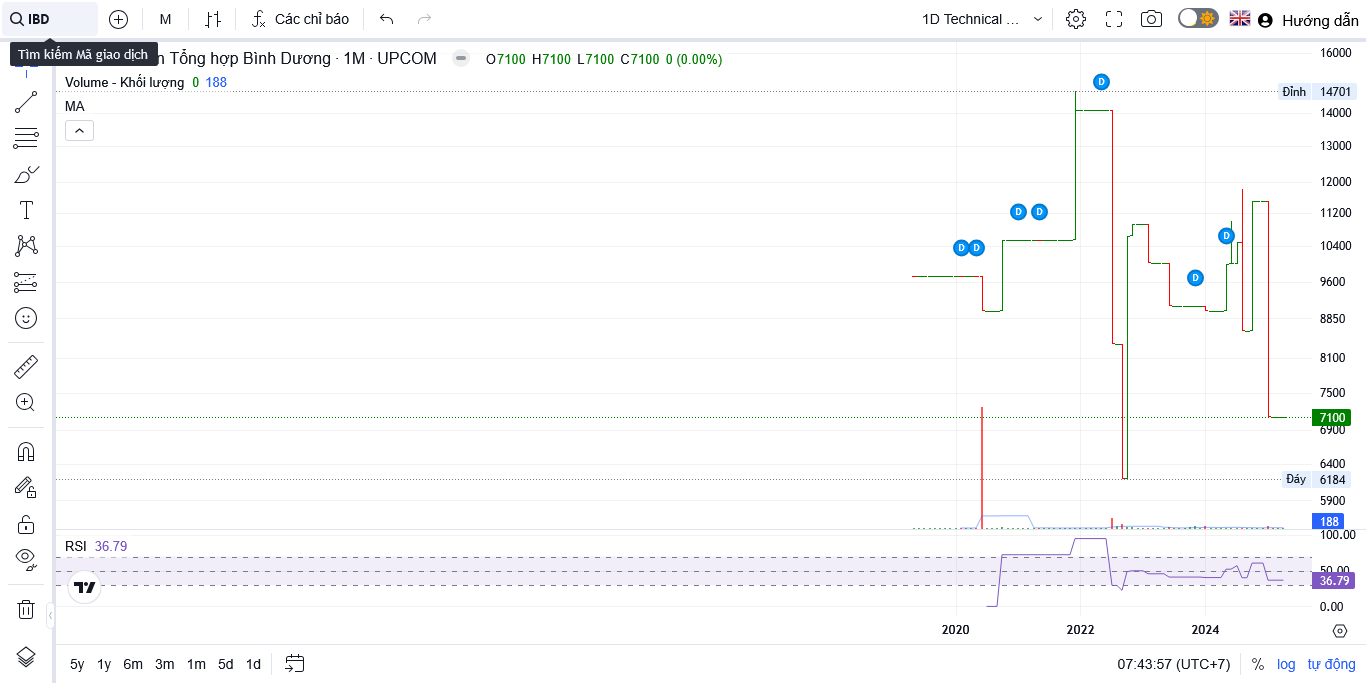 IBD
M
Các chỉ báo
1D Technical ...
Hướng dẫn
Tìm kiếm Mã giao dịch
n Tổng hợp Bình Dương · 1M · UPCOM
O7100 H7100 L7100 C7100 0 (0.00%)
Volume - Khối lượng 0 188
MA
16000
Đỉnh 14701
14000
13000
12000
11200
10400
9600
8850
8100
7500
7100
6900
6400
Đáy 6184
5900
188
D
D
D
D
D
D
D
RSI 36.79
100.00
50.00
36.79
0.00
2020
2022
2024
5y 1y 6m 3m 1m 5d 1d
07:43:57 (UTC+7)
% log tự động